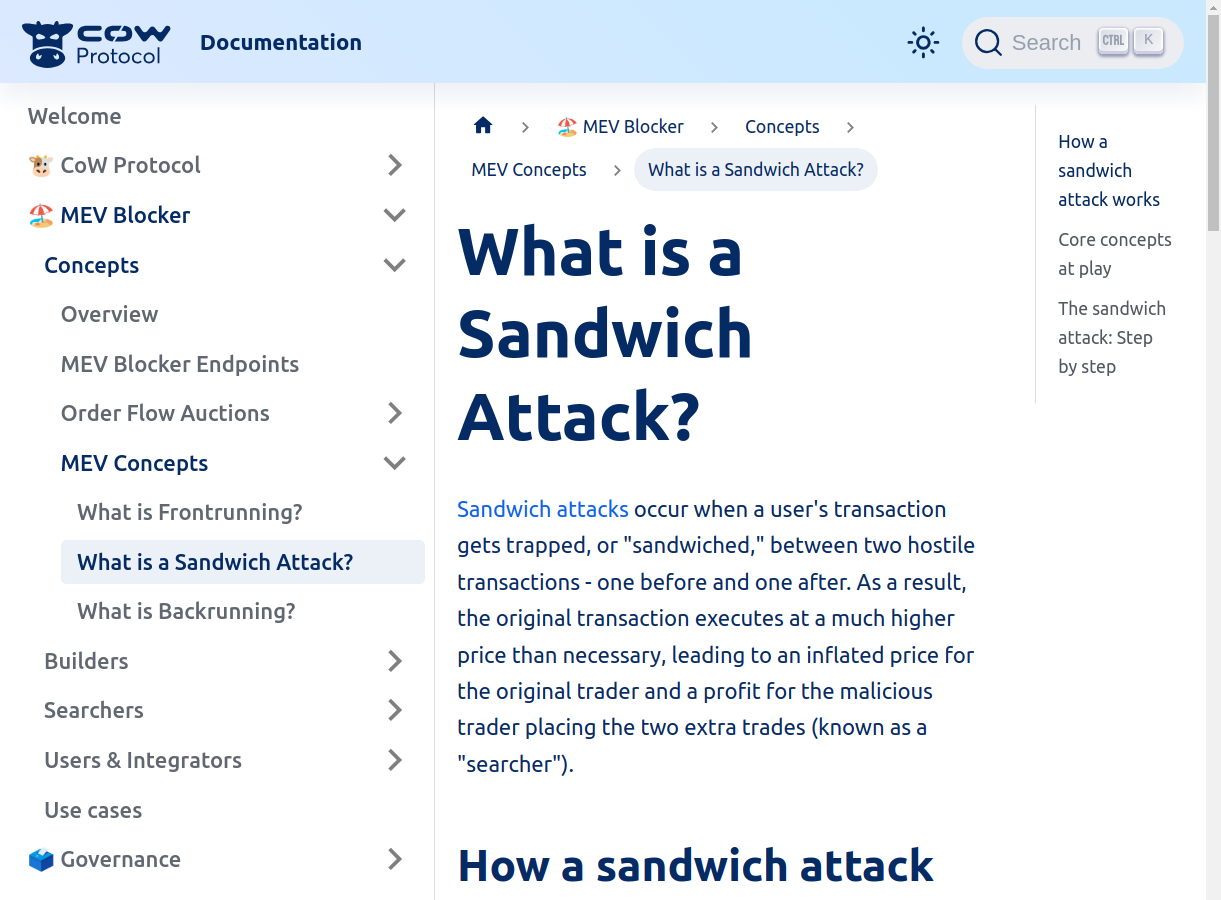 COW
Protocol
Documentation
Search
CTRL
K
Welcome
CoW Protocol
MEV Blocker
Concepts
Overview
MEV Blocker Endpoints
Order Flow Auctions
MEV Concepts
What is Frontrunning?
What is a Sandwich Attack?
What is Backrunning?
Builders
Searchers
Users & Integrators
Use cases
Governance
🏖️ MEV Blocker
Concepts
MEV Concepts
What is a Sandwich Attack?
What is a
Sandwich
Attack?
Sandwich attacks occur when a user's transaction
gets trapped, or "sandwiched," between two hostile
transactions - one before and one after. As a result,
the original transaction executes at a much higher
price than necessary, leading to an inflated price for
the original trader and a profit for the malicious
trader placing the two extra trades (known as a
"searcher").
How a sandwich attack
How a
sandwich
attack works
Core concepts
at play
The sandwich
attack: Step
by step